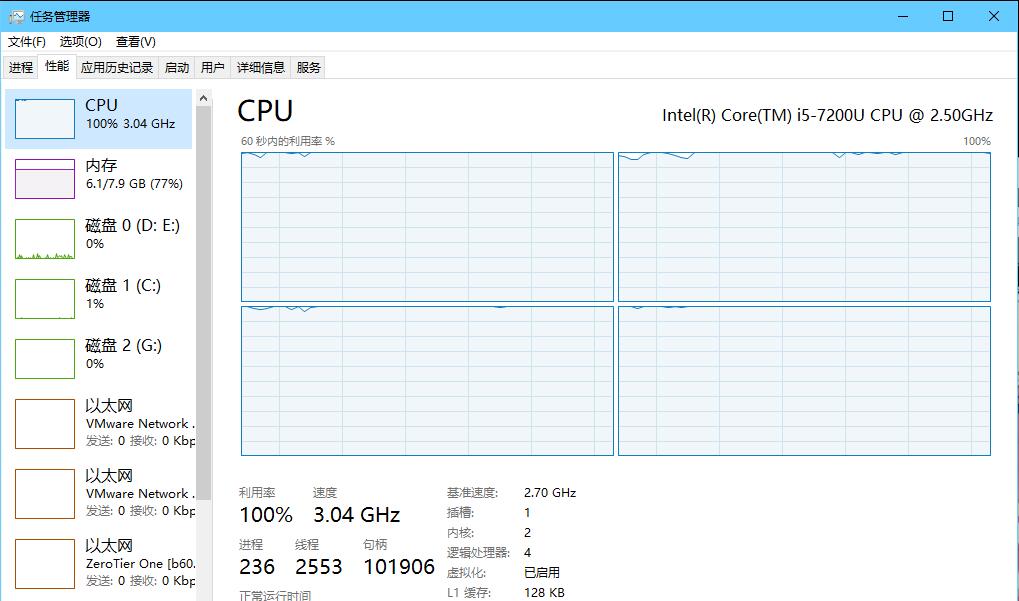 任务管理器
文件(F) 选项(O) 查看(V)
进程 性能 应用历史记录 启动 用户 详细信息 服务
CPU
100% 3.04 GHz
内存
6.1/7.9 GB (77%)
磁盘 0 (D: E:)
0%
磁盘 1 (C:)
1%
磁盘 2 (G:)
0%
以太网
VMware Network .
发送: 0 接收: 0 Kbp
以太网
VMware Network .
发送: 0 接收: 0 Kbp
以太网
ZeroTier One [b60.
发送: 0 接收: 0 Kbp
CPU
Intel(R) Core(TM) i5-7200U CPU @ 2.50GHz
60 秒内的利用率 %
100%
利用率 速度
100% 3.04 GHz
进程 线程 句柄
236 2553 101906
正常运行时间
基准速度: 2.70 GHz
插槽: 1
内核: 2
逻辑处理器: 4
虚拟化: 已启用
L1 缓存: 128 KB